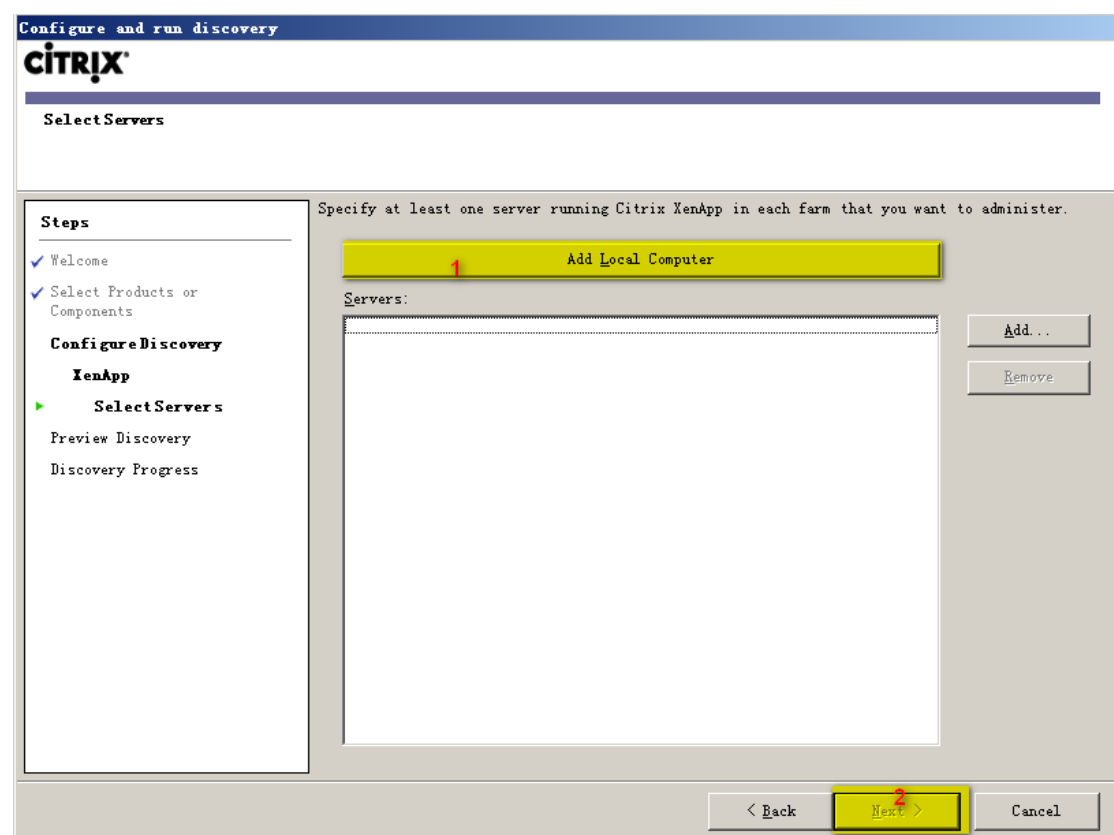 Configure and run discovery
CİTRIX
Select Servers
Steps
Welcome
Select Products or
Components
Configure Discovery
XenApp
Select Servers
Preview Discovery
Discovery Progress
Specify at least one server running Citrix XenApp in each farm that you want to administer.
1
Add Local Computer
Servers:
Add...
Remove
< Back
Next >
2
Cancel